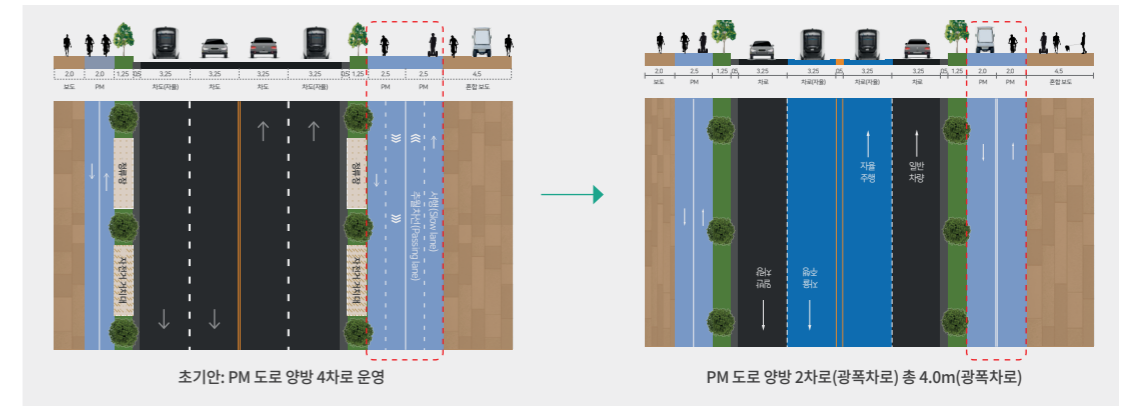 2.0 2.0 1.25 .05 3.25 3.25 3.25 3.25 .05 1.25 2.5 2.5 4.5
보도 PM 차도(자율) 차도 차도 차도(자율) PM PM 혼합 보도
정류장
자전거 거치대
정류장
자전거 거치대
추월차선(Passing lane)
서행(Slow lane)
초기안: PM 도로 양방 4차로 운영
2.0 2.5 1.25 .05 3.25 3.25 3.25 3.25 .05 1.25 2.0 2.0 4.5
보도 PM 차로 차로(자율) 차로(자율) 차로 PM PM 혼합 보도
자율
주행
일반
차량
일반
차량
자율
주행
PM 도로 양방 2차로(광폭차로) 총 4.0m(광폭차로)